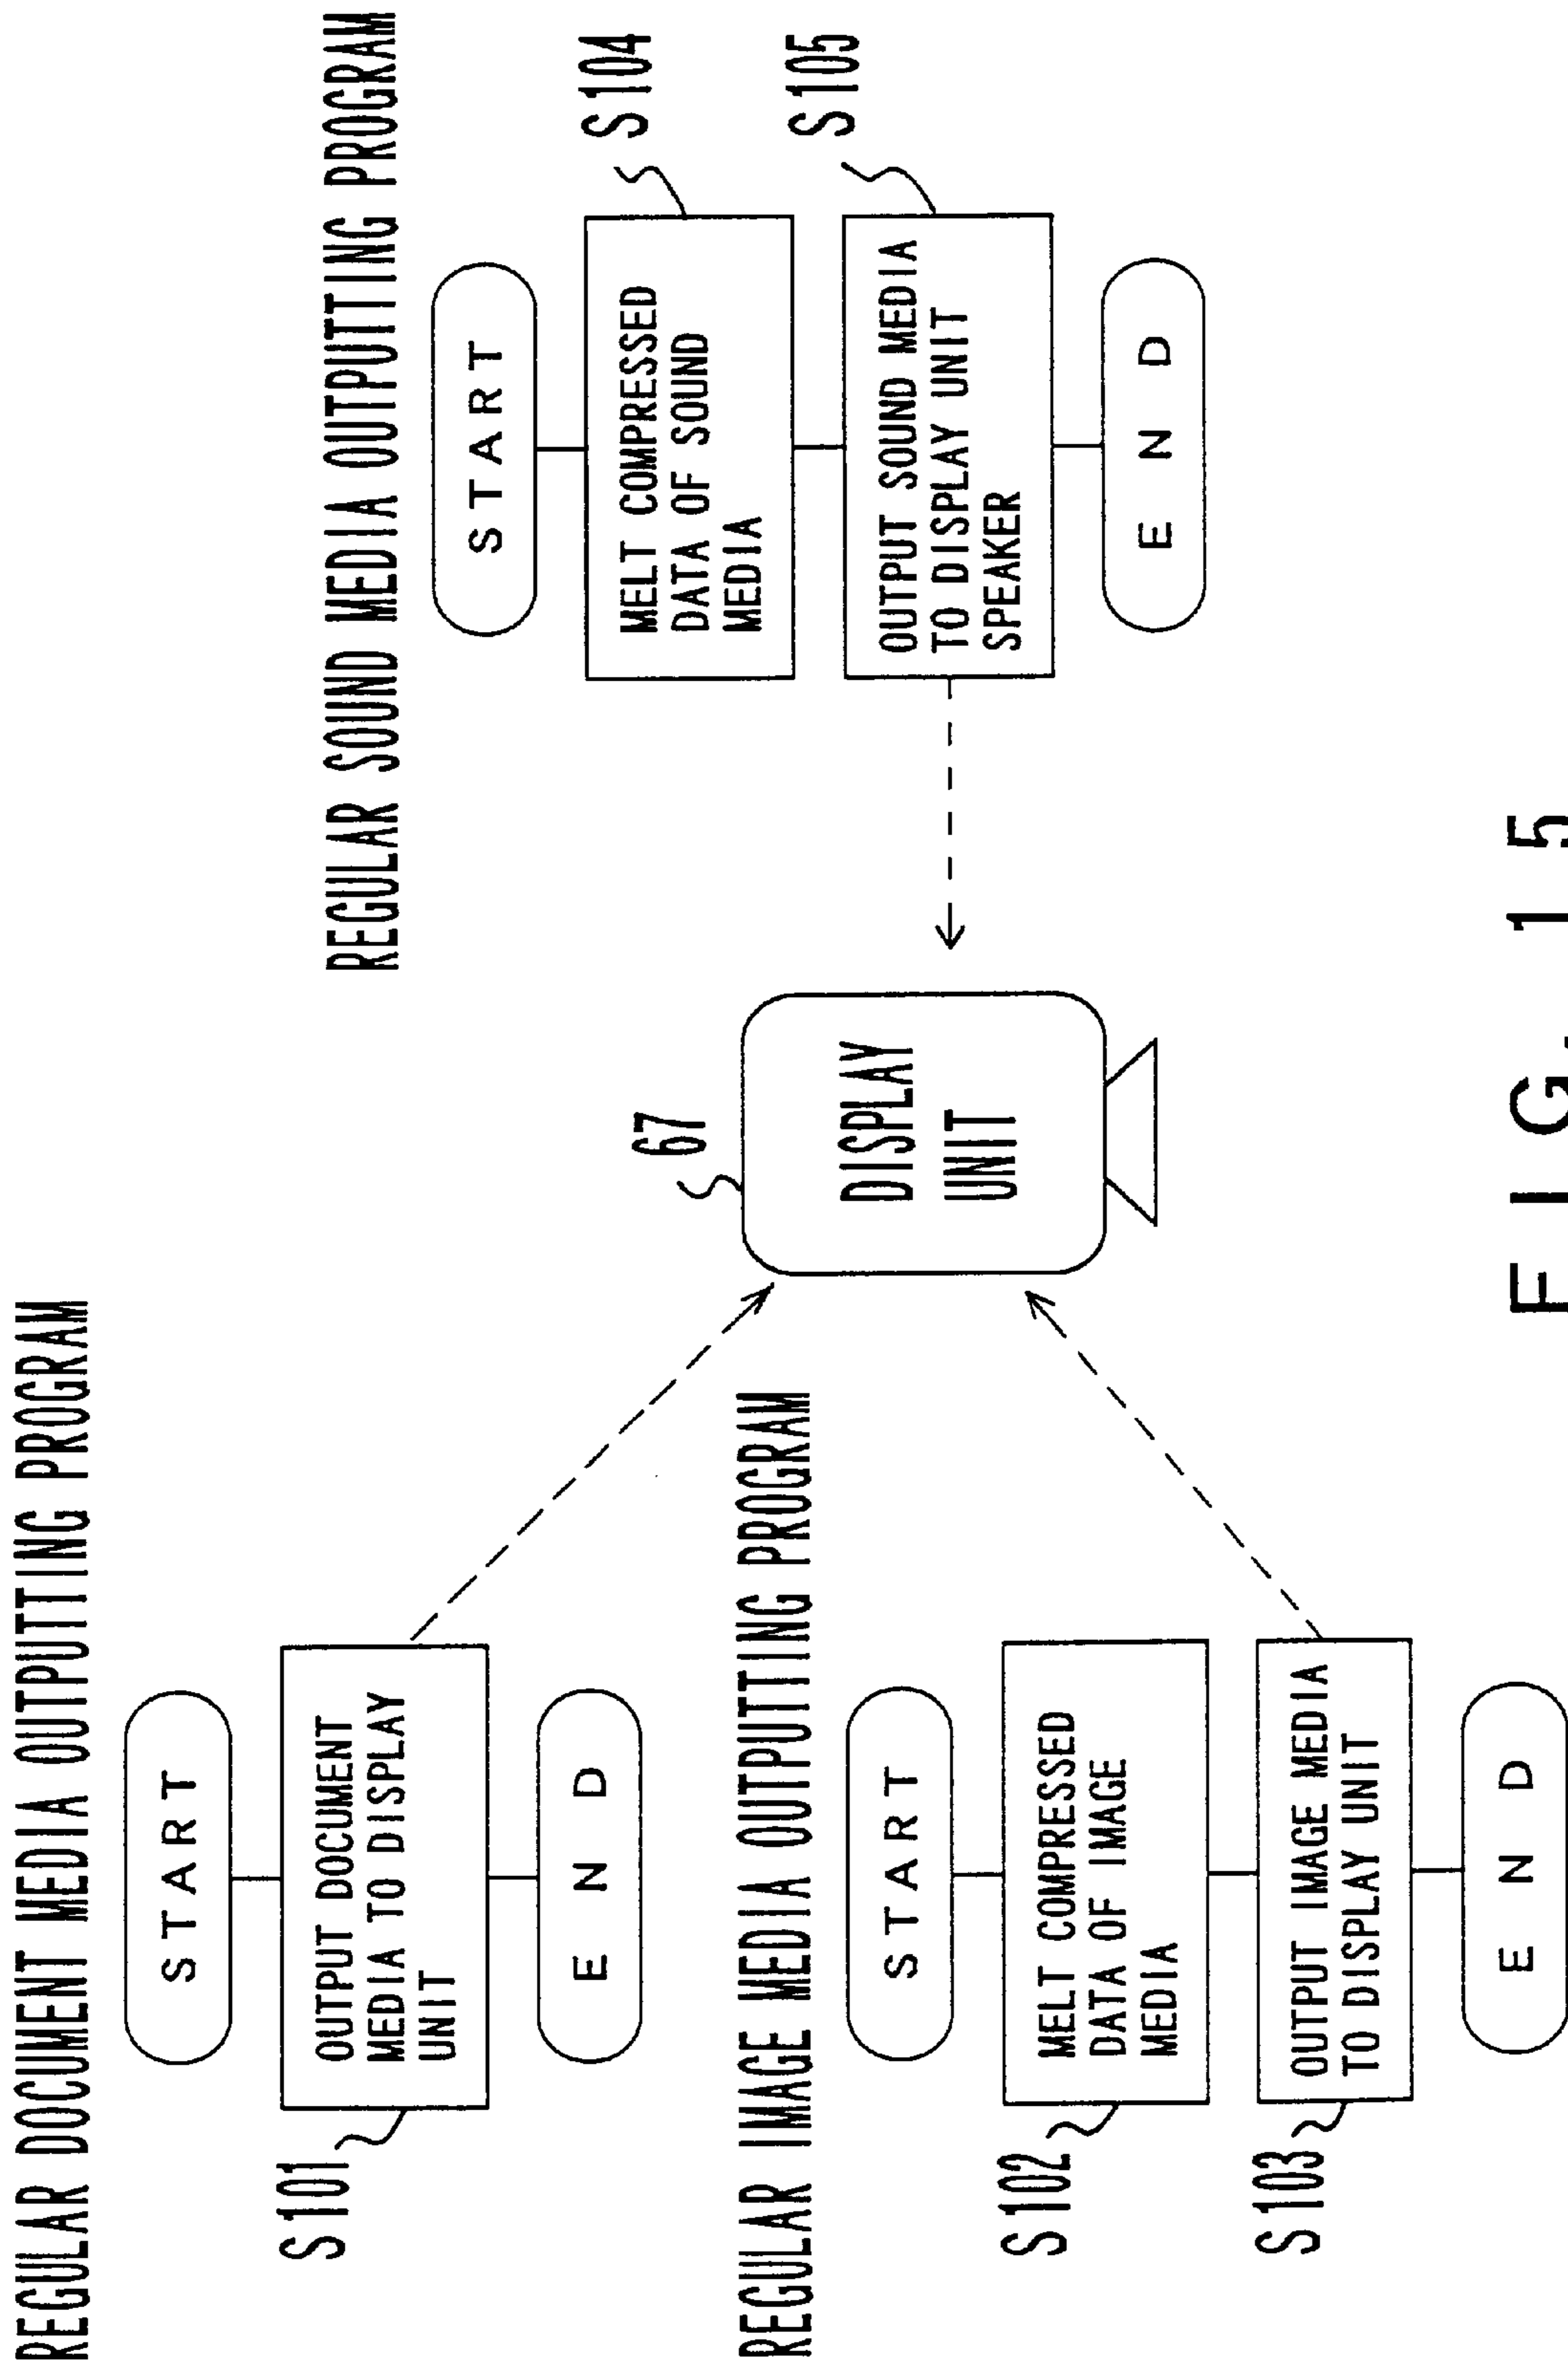 REGULAR DOCUMENT MEDIA OUTPUTTING PROGRAM
START
S101
OUTPUT DOCUMENT
MEDIA TO DISPLAY
UNIT
END
REGULAR IMAGE MEDIA OUTPUTTING PROGRAM
START
S102
MELT COMPRESSED
DATA OF IMAGE
MEDIA
S103
OUTPUT IMAGE MEDIA
TO DISPLAY UNIT
END
67
DISPLAY
UNIT
REGULAR SOUND MEDIA OUTPUTTING PROGRAM
START
MELT COMPRESSED
DATA OF SOUND
MEDIA
S104
OUTPUT SOUND MEDIA
TO DISPLAY UNIT
SPEAKER
S105
END
FIG. 15